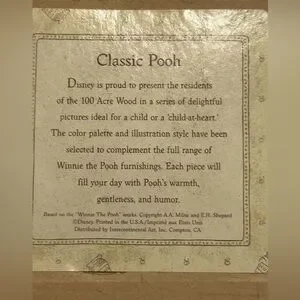 Classic Pooh
Disney is proud to present the residents
of the 100 Acre Wood in a series of delightful
pictures ideal for a child or a 'child-at-heart.'
The color palette and illustration style have been
selected to complement the full range of
Winnie the Pooh furnishings. Each piece will
fill your day with Pooh's warmth,
gentleness, and humor.
Based on the "Winnie The Pooh" works. Copyright A.A. Milne and E.H. Shepard
©Disney. Printed in the U.S.A./Imprimé aux Etats Unis
Distributed by Intercontinental Art, Inc. Compton, CA